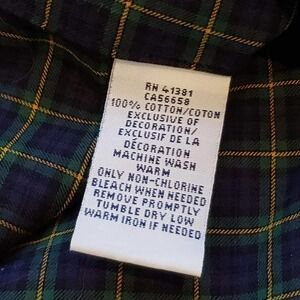 RN 41381
CA56658
100% COTTON/COTON
EXCLUSIVE OF
DECORATION/
EXCLUSIF DE LA
DÉCORATION
MACHINE WASH
WARM
ONLY NON-CHLORINE
BLEACH WHEN NEEDED
REMOVE PROMPTLY
TUMBLE DRY LOW
WARM IRON IF NEEDED